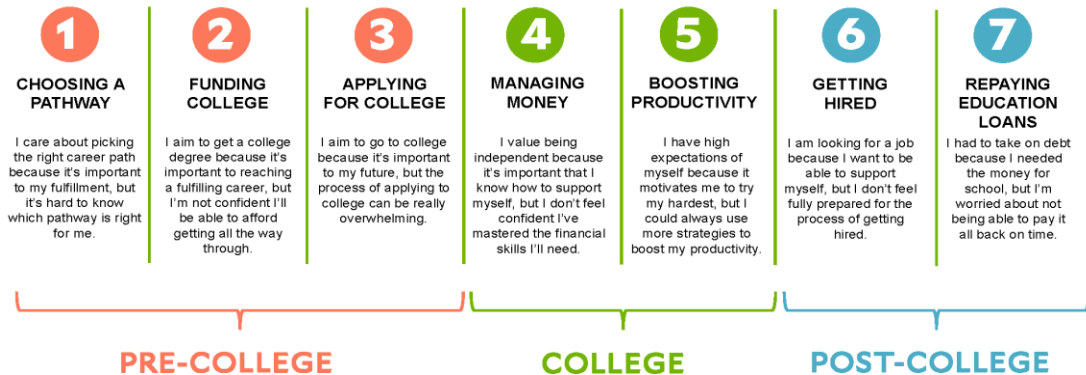 1
CHOOSING A
PATHWAY
I care about picking
the right career path
because it's important
to my fulfillment, but
it's hard to know
which pathway is right
for me.
2
FUNDING
COLLEGE
I aim to get a college
degree because it's
important to reaching
a fulfilling career, but
I'm not confident I'll
be able to afford
getting all the way
through.
3
APPLYING
FOR COLLEGE
I aim to go to college
because it's important
to my future, but the
process of applying to
college can be really
overwhelming.
4
MANAGING
MONEY
I value being
independent because
it's important that I
know how to support
myself, but I don't feel
confident I've
mastered the financial
skills I'll need.
5
BOOSTING
PRODUCTIVITY
I have high
expectations of
myself because it
motivates me to try
my hardest, but I
could always use
more strategies to
boost my productivity.
6
GETTING
HIRED
I am looking for a job
because I want to be
able to support
myself, but I don't feel
fully prepared for the
process of getting
hired.
7
REPAYING
EDUCATION
LOANS
I had to take on debt
because I needed
the money for
school, but I'm
worried about not
being able to pay it
all back on time.
PRE-COLLEGE
COLLEGE
POST-COLLEGE